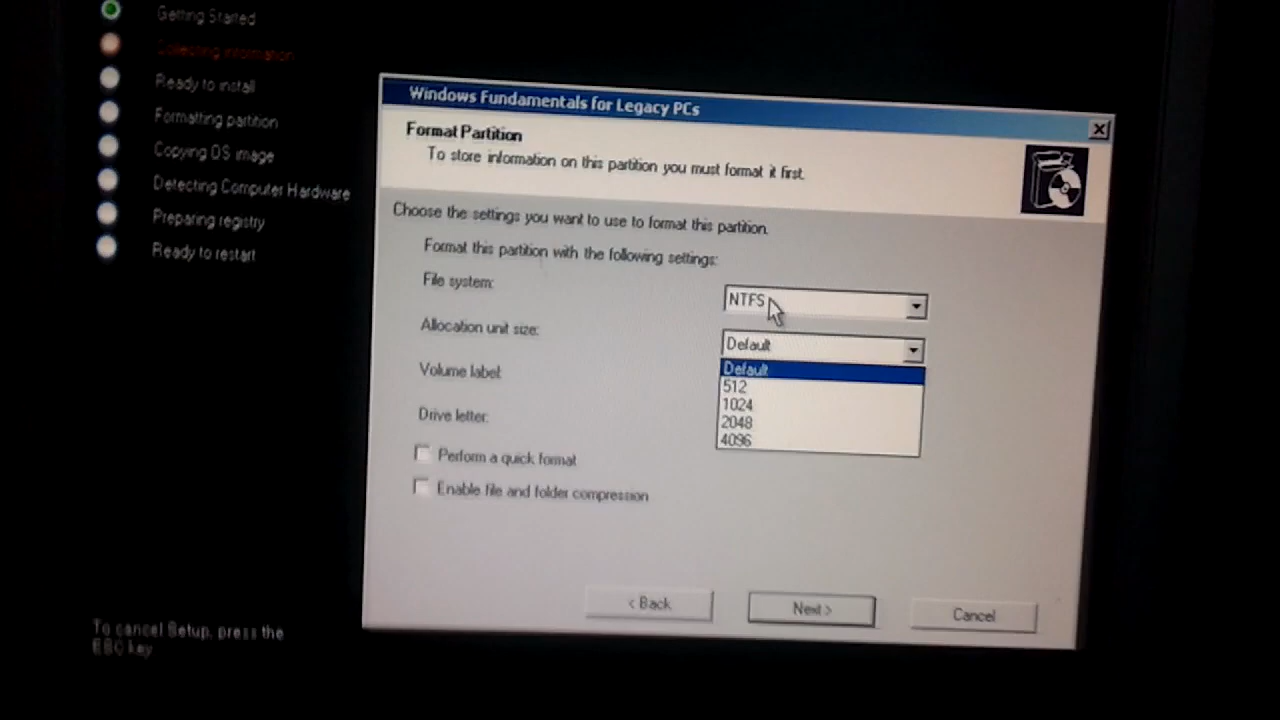 Getting Started
Collecting information
Ready to install
Formatting partition
Copying OS image
Detecting Computer Hardware
Preparing registry
Ready to restart
To cancel Setup, press the
ESC key
Windows Fundamentals for Legacy PCs
Format Partition
To store information on this partition you must format it first.
Choose the settings you want to use to format this partition.
Format this partition with the following settings:
File system:
NTFS
Allocation unit size:
Default
Default
512
1024
2048
4096
Volume label:
Drive letter:
Perform a quick format
Enable file and folder compression
< Back
Next >
Cancel